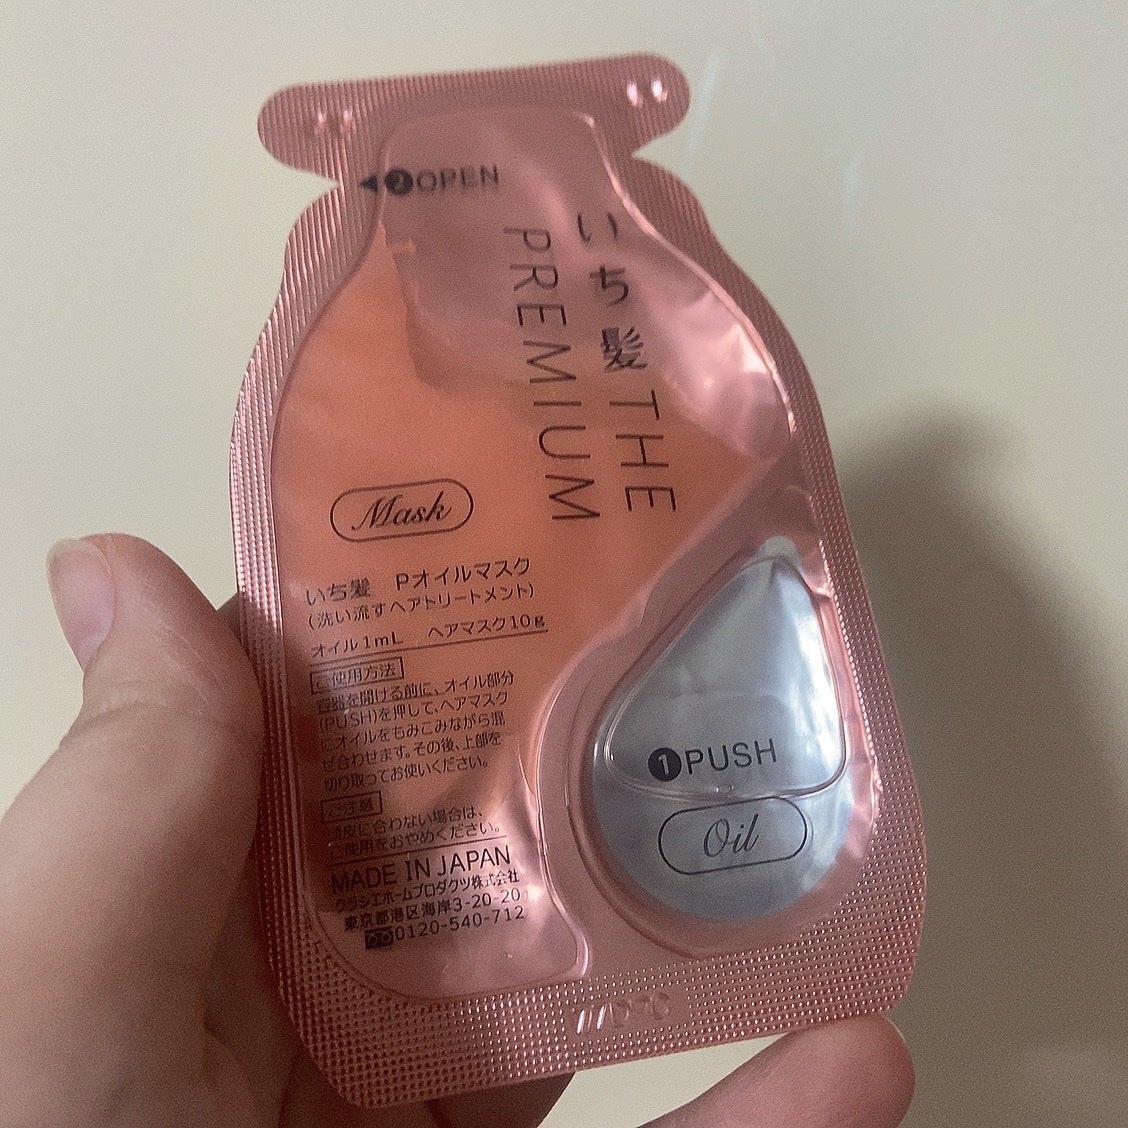 ◀❷OPEN
いち髪 THE
PREMIUM
Mask
いち髪 Pオイルマスク
(洗い流すヘアトリートメント)
オイル1mL ヘアマスク10g
ご使用方法
容器を開ける前に、オイル部分
(PUSH)を押して、ヘアマスク
にオイルをもみこみながら混
ぜ合わせます。その後、上部を
切り取ってお使いください。
ご注意
頭皮に合わない場合は、
ご使用をおやめください。
MADE IN JAPAN
クラシエホームプロダクツ株式会社
東京都港区海岸3-20-20
0120-540-712
❶PUSH
Oil